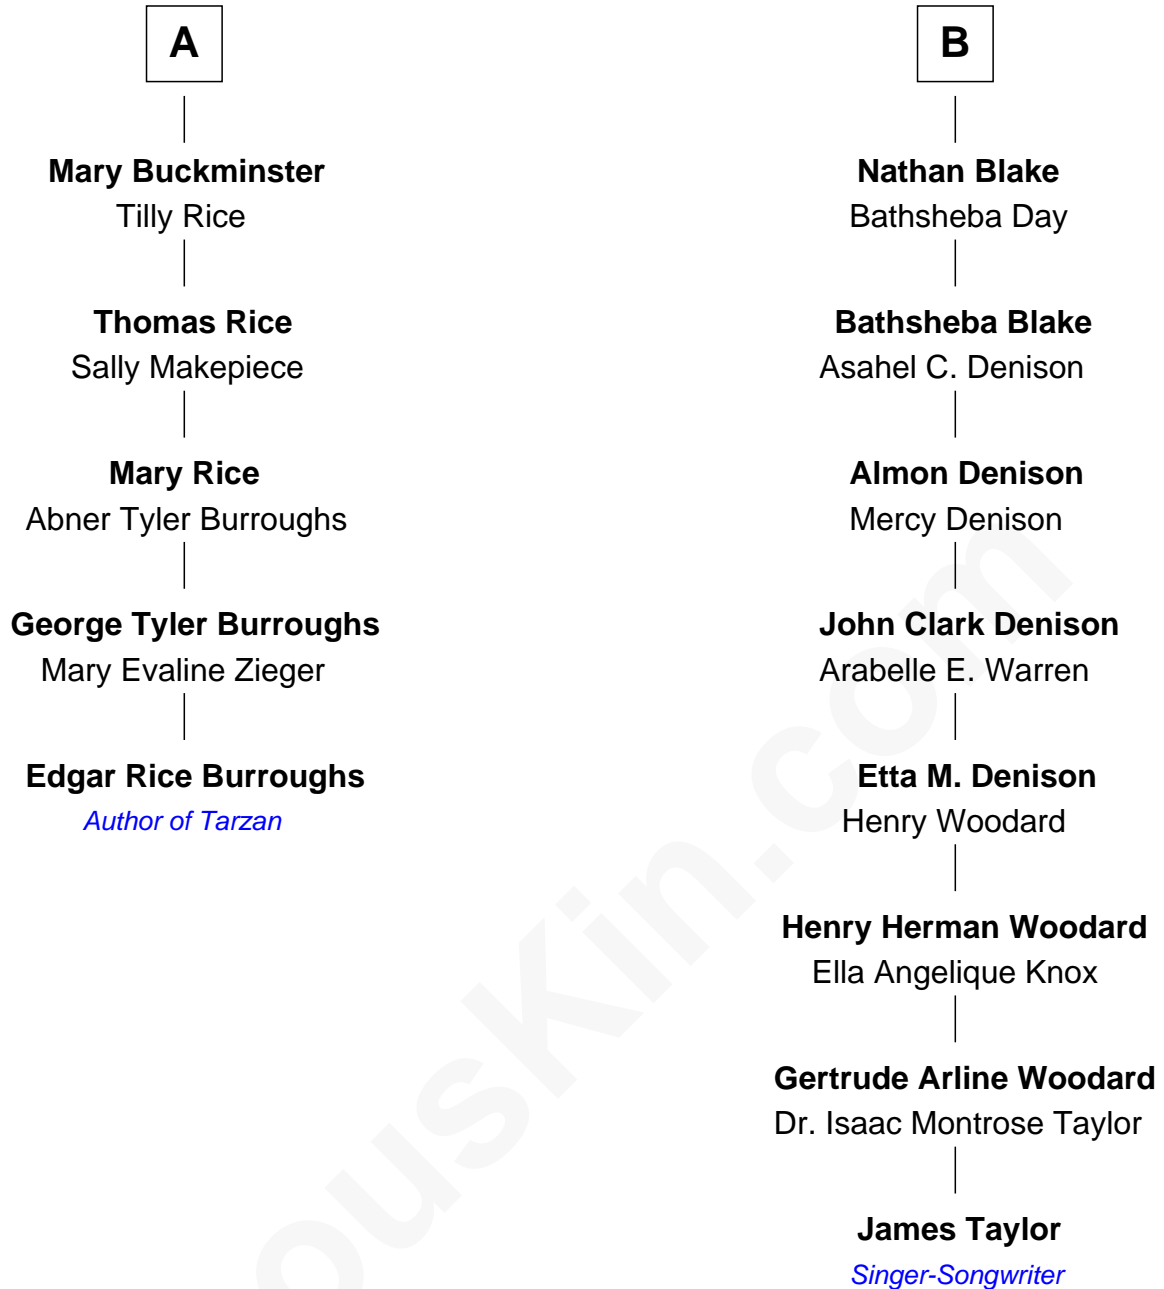 A
Mary Buckminster
Tilly Rice
Thomas Rice
Sally Makepiece
Mary Rice
Abner Tyler Burroughs
George Tyler Burroughs
Mary Evaline Zieger
Edgar Rice Burroughs
Author of Tarzan
B
Nathan Blake
Bathsheba Day
Bathsheba Blake
Asahel C. Denison
Almon Denison
Mercy Denison
John Clark Denison
Arabelle E. Warren
Etta M. Denison
Henry Woodard
Henry Herman Woodard
Ella Angelique Knox
Gertrude Arline Woodard
Dr. Isaac Montrose Taylor
James Taylor
Singer-Songwriter
ousKin.com